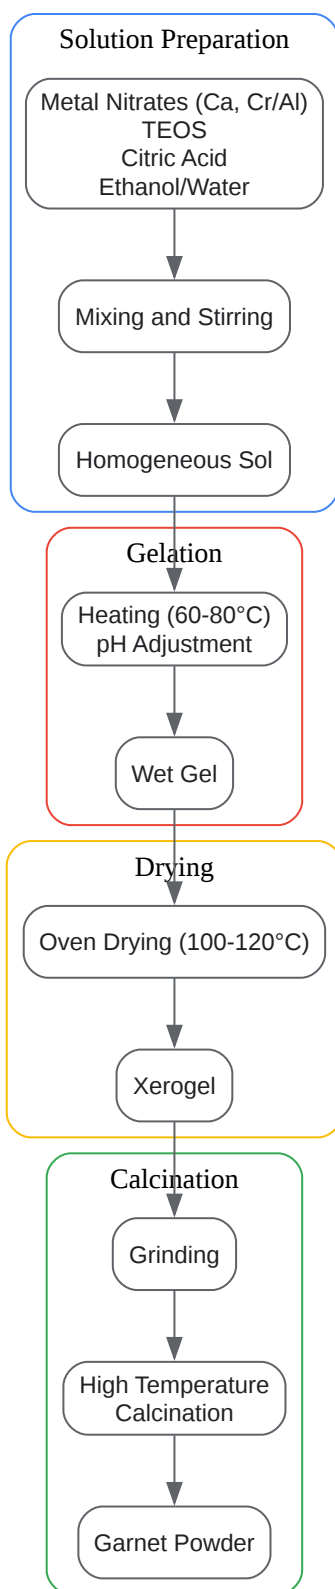 Solution Preparation
Metal Nitrates (Ca, Cr/Al)
TEOS
Citric Acid
Ethanol/Water
Mixing and Stirring
Homogeneous Sol
Gelation
Heating (60-80°C)
pH Adjustment
Wet Gel
Drying
Oven Drying (100-120°C)
Xerogel
Calcination
Grinding
High Temperature
Calcination
Garnet Powder